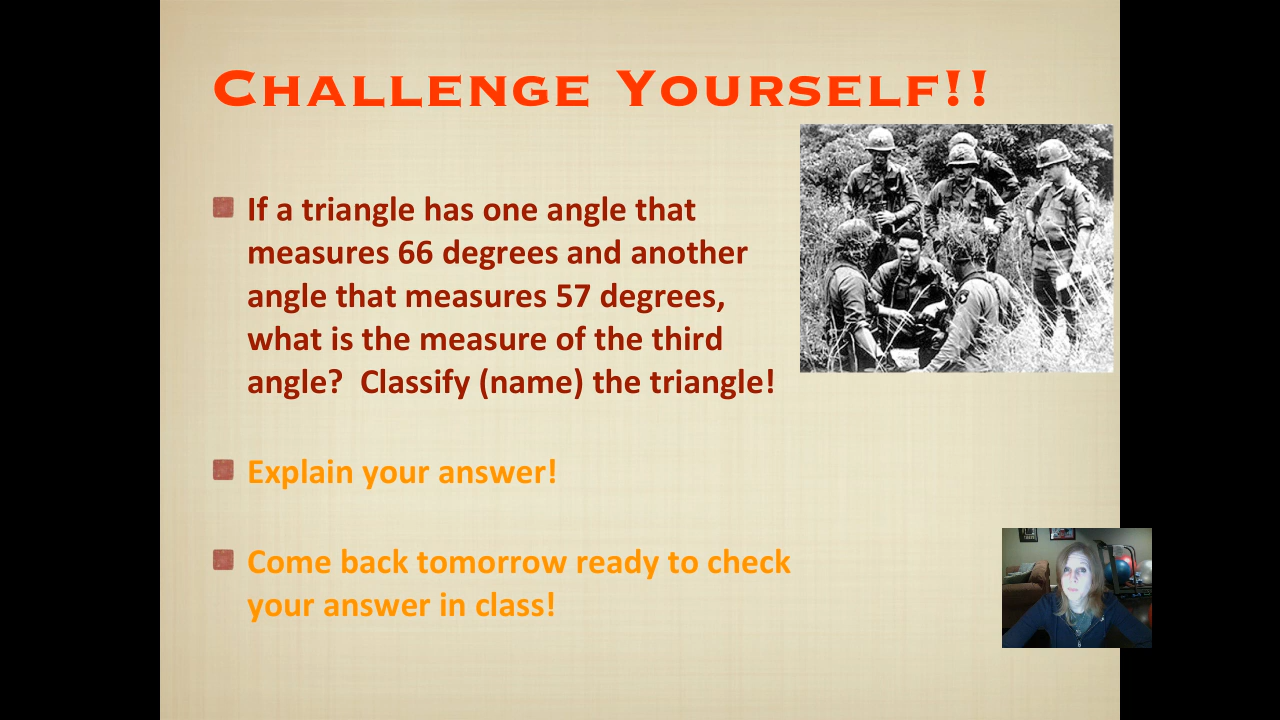 Challenge Yourself!!
If a triangle has one angle that
measures 66 degrees and another
angle that measures 57 degrees,
what is the measure of the third
angle?  Classify (name) the triangle!
Explain your answer!
Come back tomorrow ready to check
your answer in class!